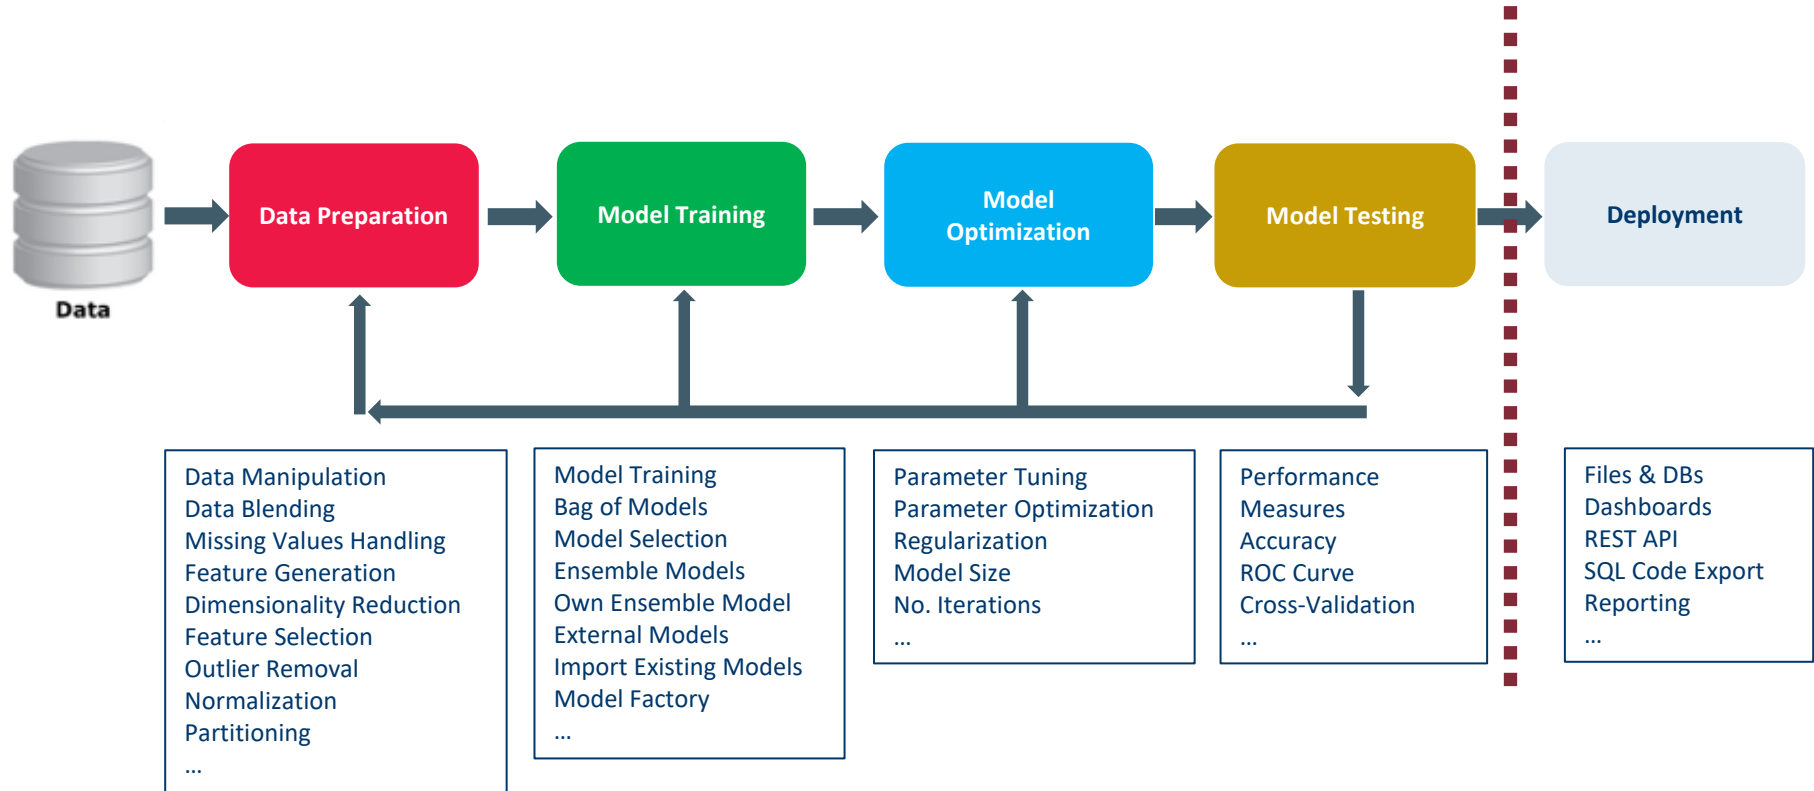 Data
Data Preparation
Model Training
Model
Optimization
Model Testing
Deployment
Data Manipulation
Data Blending
Missing Values Handling
Feature Generation
Dimensionality Reduction
Feature Selection
Outlier Removal
Normalization
Partitioning
...
Model Training
Bag of Models
Model Selection
Ensemble Models
Own Ensemble Model
External Models
Import Existing Models
Model Factory
...
Parameter Tuning
Parameter Optimization
Regularization
Model Size
No. Iterations
...
Performance
Measures
Accuracy
ROC Curve
Cross-Validation
...
Files & DBs
Dashboards
REST API
SQL Code Export
Reporting
...